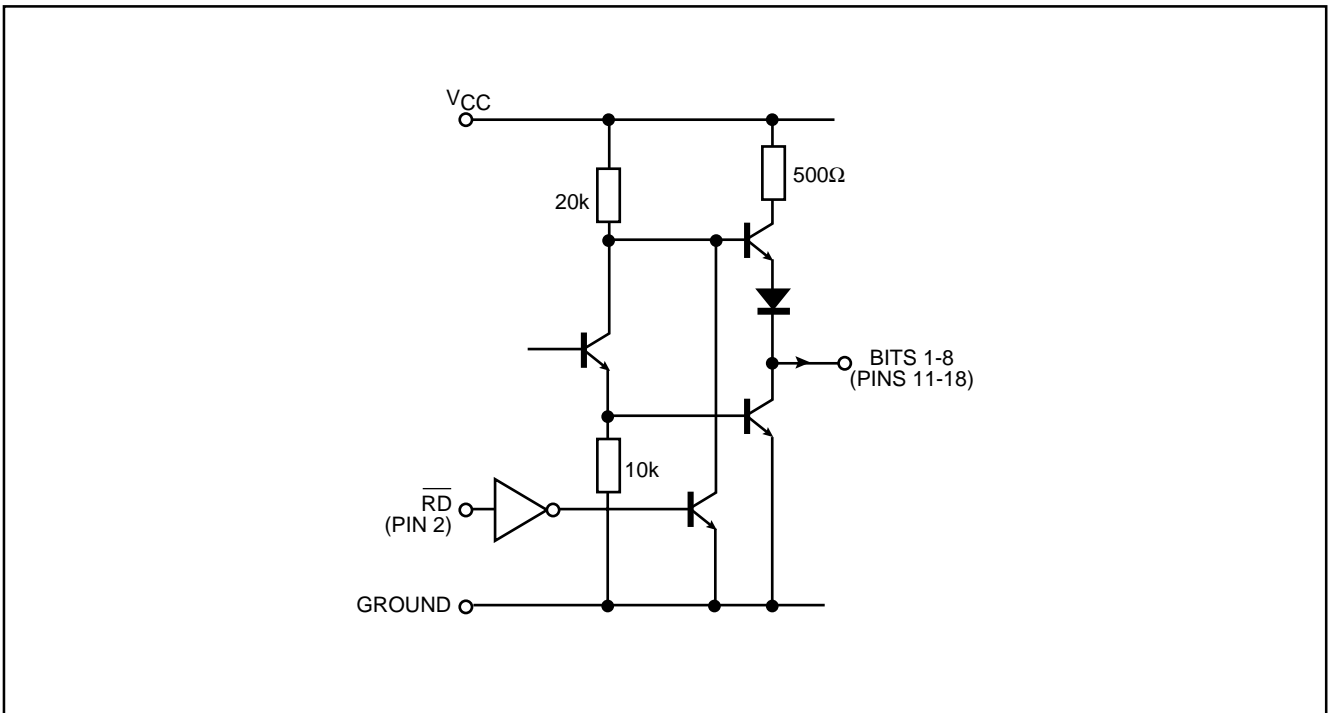 VCC
500Ω
20k
BITS 1-8
(PINS 11-18)
10k
RD
(PIN 2)
GROUND